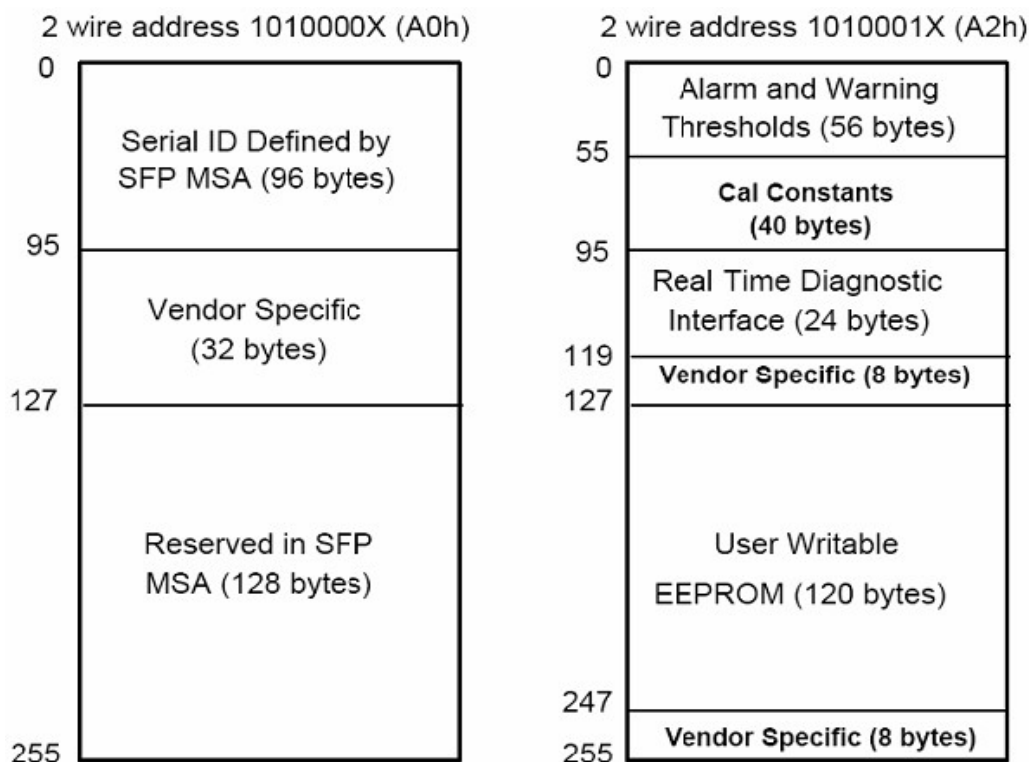 2 wire address 1010000X (A0h)
0
Serial ID Defined by
SFP MSA (96 bytes)
95
Vendor Specific
(32 bytes)
127
Reserved in SFP
MSA (128 bytes)
255
2 wire address 1010001X (A2h)
0
Alarm and Warning
Thresholds (56 bytes)
55
Cal Constants
(40 bytes)
95
Real Time Diagnostic
Interface (24 bytes)
119
Vendor Specific (8 bytes)
127
User Writable
EEPROM (120 bytes)
247
Vendor Specific (8 bytes)
255